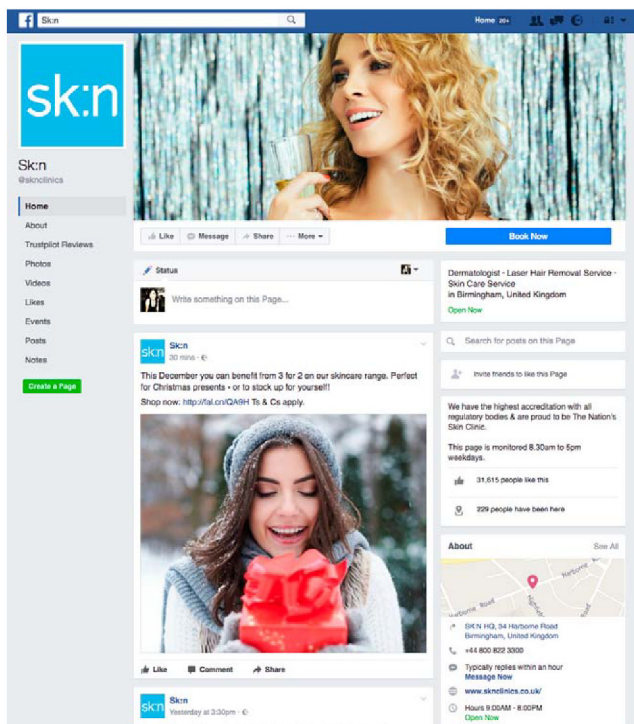 Sk:n
Home 20+
sk:n
Sk:n
@sknclinics
Home
About
Trustpilot Reviews
Photos
Videos
Likes
Events
Posts
Notes
Create a Page
Like
Message
Share
More
Book Now
Status
Write something on this Page...
sk:n
Sk:n
30 mins
This December you can benefit from 3 for 2 on our skincare range. Perfect
for Christmas presents - or to stock up for yourself!
Shop now: http://fal.cn/QA9H Ts & Cs apply.
Like
Comment
Share
sk:n
Sk:n
Yesterday at 3:30pm
Dermatologist · Laser Hair Removal Service ·
Skin Care Service
in Birmingham, United Kingdom
Open Now
Search for posts on this Page
Invite friends to like this Page
We have the highest accreditation with all
regulatory bodies & are proud to be The Nation's
Skin Clinic.
This page is monitored 8.30am to 5pm
weekdays.
31,615 people like this
229 people have been here
About
See All
Harborne Road
Harborne
Highfield
SK:N HQ, 34 Harborne Road
Birmingham, United Kingdom
+44 800 822 3300
Typically replies within an hour
Message Now
www.sknclinics.co.uk/
Hours 9:00AM - 8:00PM
Open Now